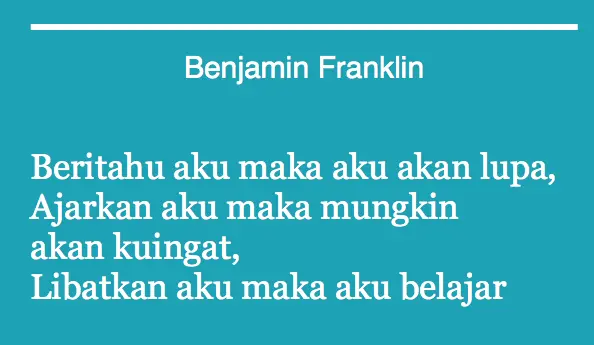 Benjamin Franklin
Beritahu aku maka aku akan lupa,
Ajarkan aku maka mungkin
akan kuingat,
Libatkan aku maka aku belajar